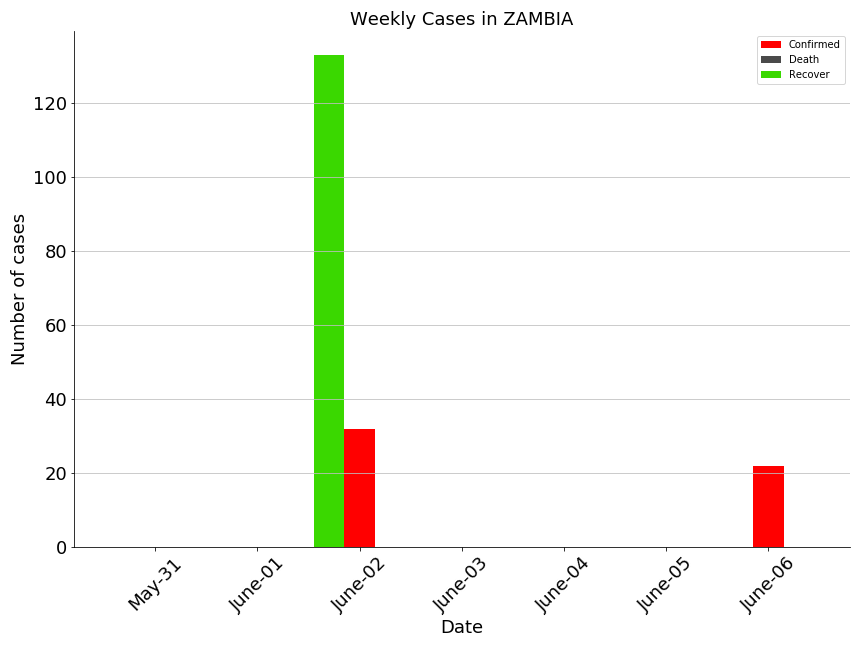 Weekly Cases in ZAMBIA
Confirmed
Death
Recover
Number of cases
120
100
80
60
40
20
0
May-31
June-01
June-02
June-03
June-04
June-05
June-06
Date